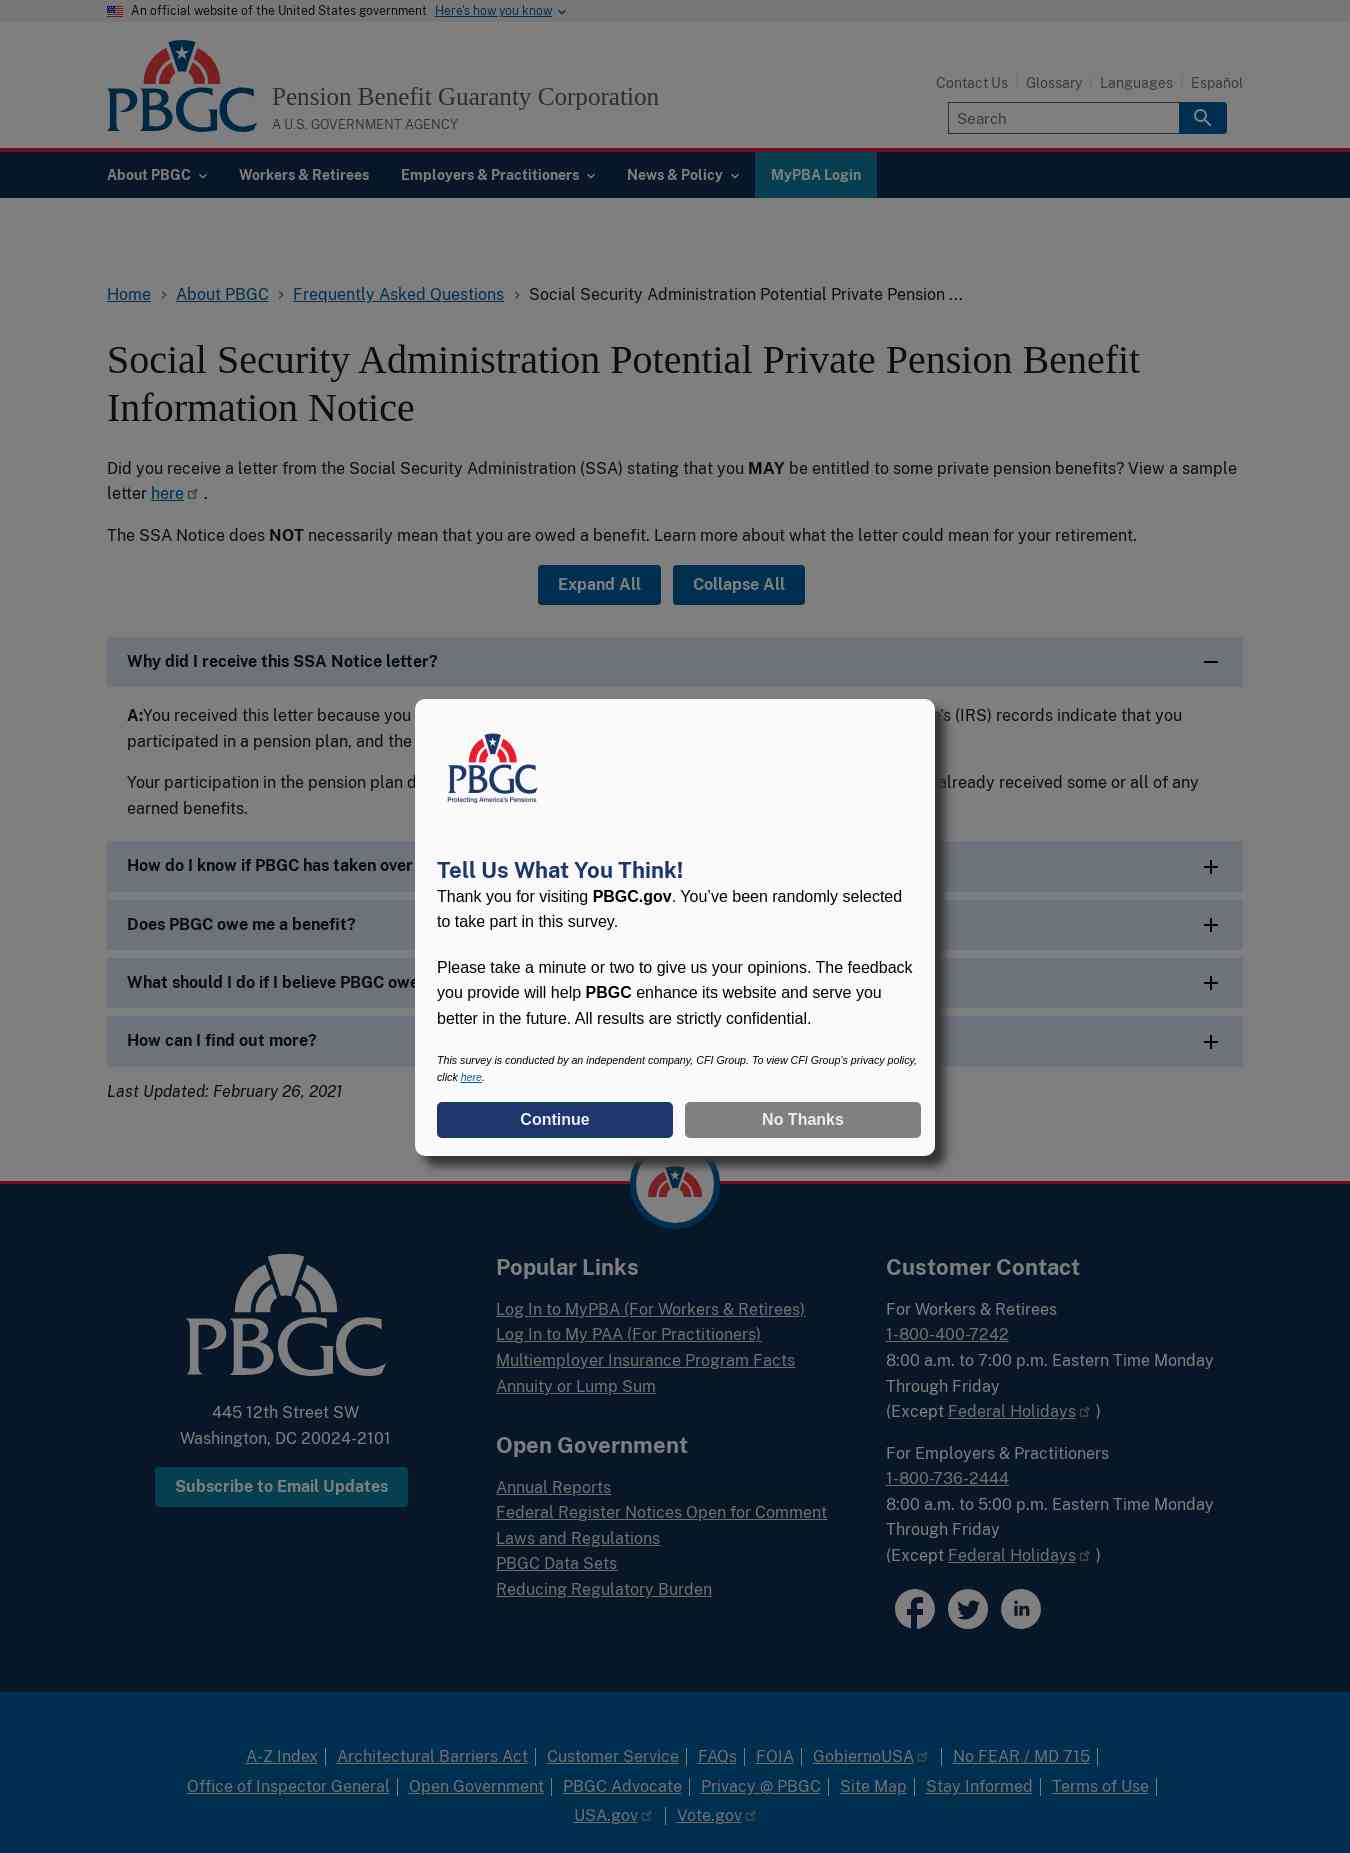 An official website of the United States government Here's how you know
PBGC
Pension Benefit Guaranty Corporation
A U.S. GOVERNMENT AGENCY
Contact Us
Glossary
Languages
Español
Search
About PBGC
Workers & Retirees
Employers & Practitioners
News & Policy
MyPBA Login
Home
About PBGC
Frequently Asked Questions
Social Security Administration Potential Private Pension ...
Social Security Administration Potential Private Pension Benefit
Information Notice
Did you receive a letter from the Social Security Administration (SSA) stating that you MAY be entitled to some private pension benefits? View a sample
letter here .
The SSA Notice does NOT necessarily mean that you are owed a benefit. Learn more about what the letter could mean for your retirement.
Expand All
Collapse All
Why did I receive this SSA Notice letter?
A:You received this letter because you
's (IRS) records indicate that you
participated in a pension plan, and the
Your participation in the pension plan d
already received some or all of any
earned benefits.
How do I know if PBGC has taken over
Does PBGC owe me a benefit?
What should I do if I believe PBGC owe
How can I find out more?
Last Updated: February 26, 2021
PBGC
Protecting America's Pensions
Tell Us What You Think!
Thank you for visiting PBGC.gov. You’ve been randomly selected
to take part in this survey.
Please take a minute or two to give us your opinions. The feedback
you provide will help PBGC enhance its website and serve you
better in the future. All results are strictly confidential.
This survey is conducted by an independent company, CFI Group. To view CFI Group's privacy policy,
click here.
Continue
No Thanks
PBGC
445 12th Street SW
Washington, DC 20024-2101
Subscribe to Email Updates
Popular Links
Log In to MyPBA (For Workers & Retirees)
Log In to My PAA (For Practitioners)
Multiemployer Insurance Program Facts
Annuity or Lump Sum
Open Government
Annual Reports
Federal Register Notices Open for Comment
Laws and Regulations
PBGC Data Sets
Reducing Regulatory Burden
Customer Contact
For Workers & Retirees
1-800-400-7242
8:00 a.m. to 7:00 p.m. Eastern Time Monday
Through Friday
(Except Federal Holidays )
For Employers & Practitioners
1-800-736-2444
8:00 a.m. to 5:00 p.m. Eastern Time Monday
Through Friday
(Except Federal Holidays )
in
A-Z Index | Architectural Barriers Act | Customer Service | FAQs | FOIA | GobiernoUSA | No FEAR / MD 715 |
Office of Inspector General | Open Government | PBGC Advocate | Privacy @ PBGC | Site Map | Stay Informed | Terms of Use |
USA.gov | Vote.gov